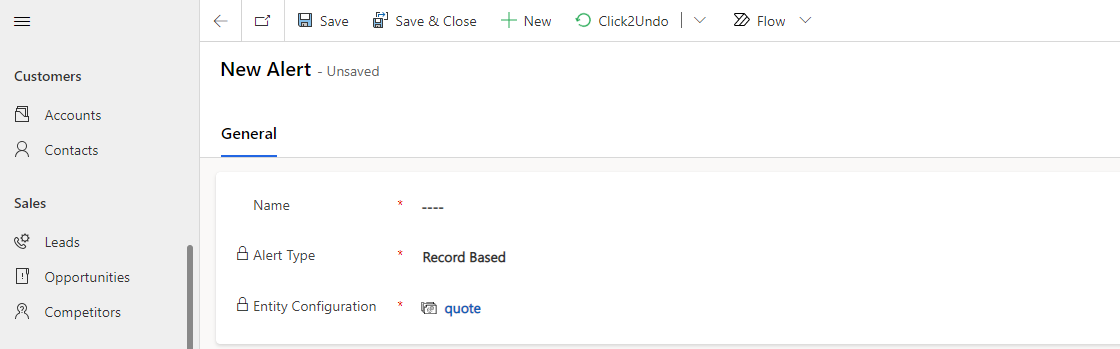 Save
Save & Close
New
Click2Undo
Flow
Customers
Accounts
Contacts
Sales
Leads
Opportunities
Competitors
New Alert - Unsaved
General
Name * ----
Alert Type * Record Based
Entity Configuration * quote